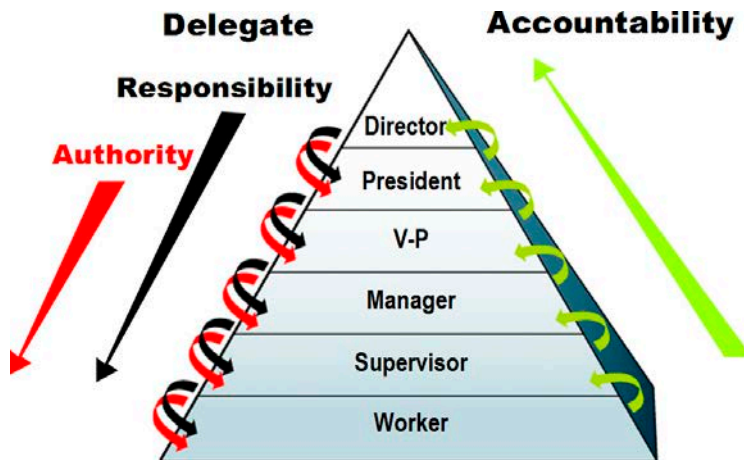 Delegate
Accountability
Responsibility
Authority
Director
President
V-P
Manager
Supervisor
Worker